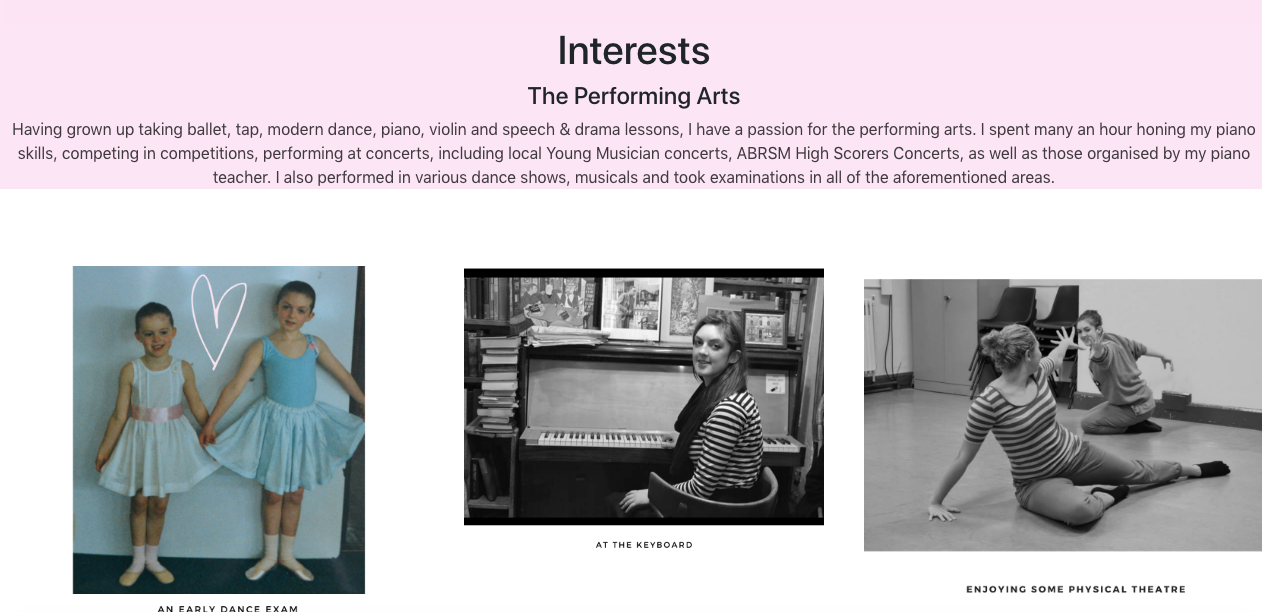 Interests
The Performing Arts
Having grown up taking ballet, tap, modern dance, piano, violin and speech & drama lessons, I have a passion for the performing arts. I spent many an hour honing my piano
skills, competing in competitions, performing at concerts, including local Young Musician concerts, ABRSM High Scorers Concerts, as well as those organised by my piano
teacher. I also performed in various dance shows, musicals and took examinations in all of the aforementioned areas.
AT THE KEYBOARD
ENJOYING SOME PHYSICAL THEATRE
AN EARLY DANCE EXAM